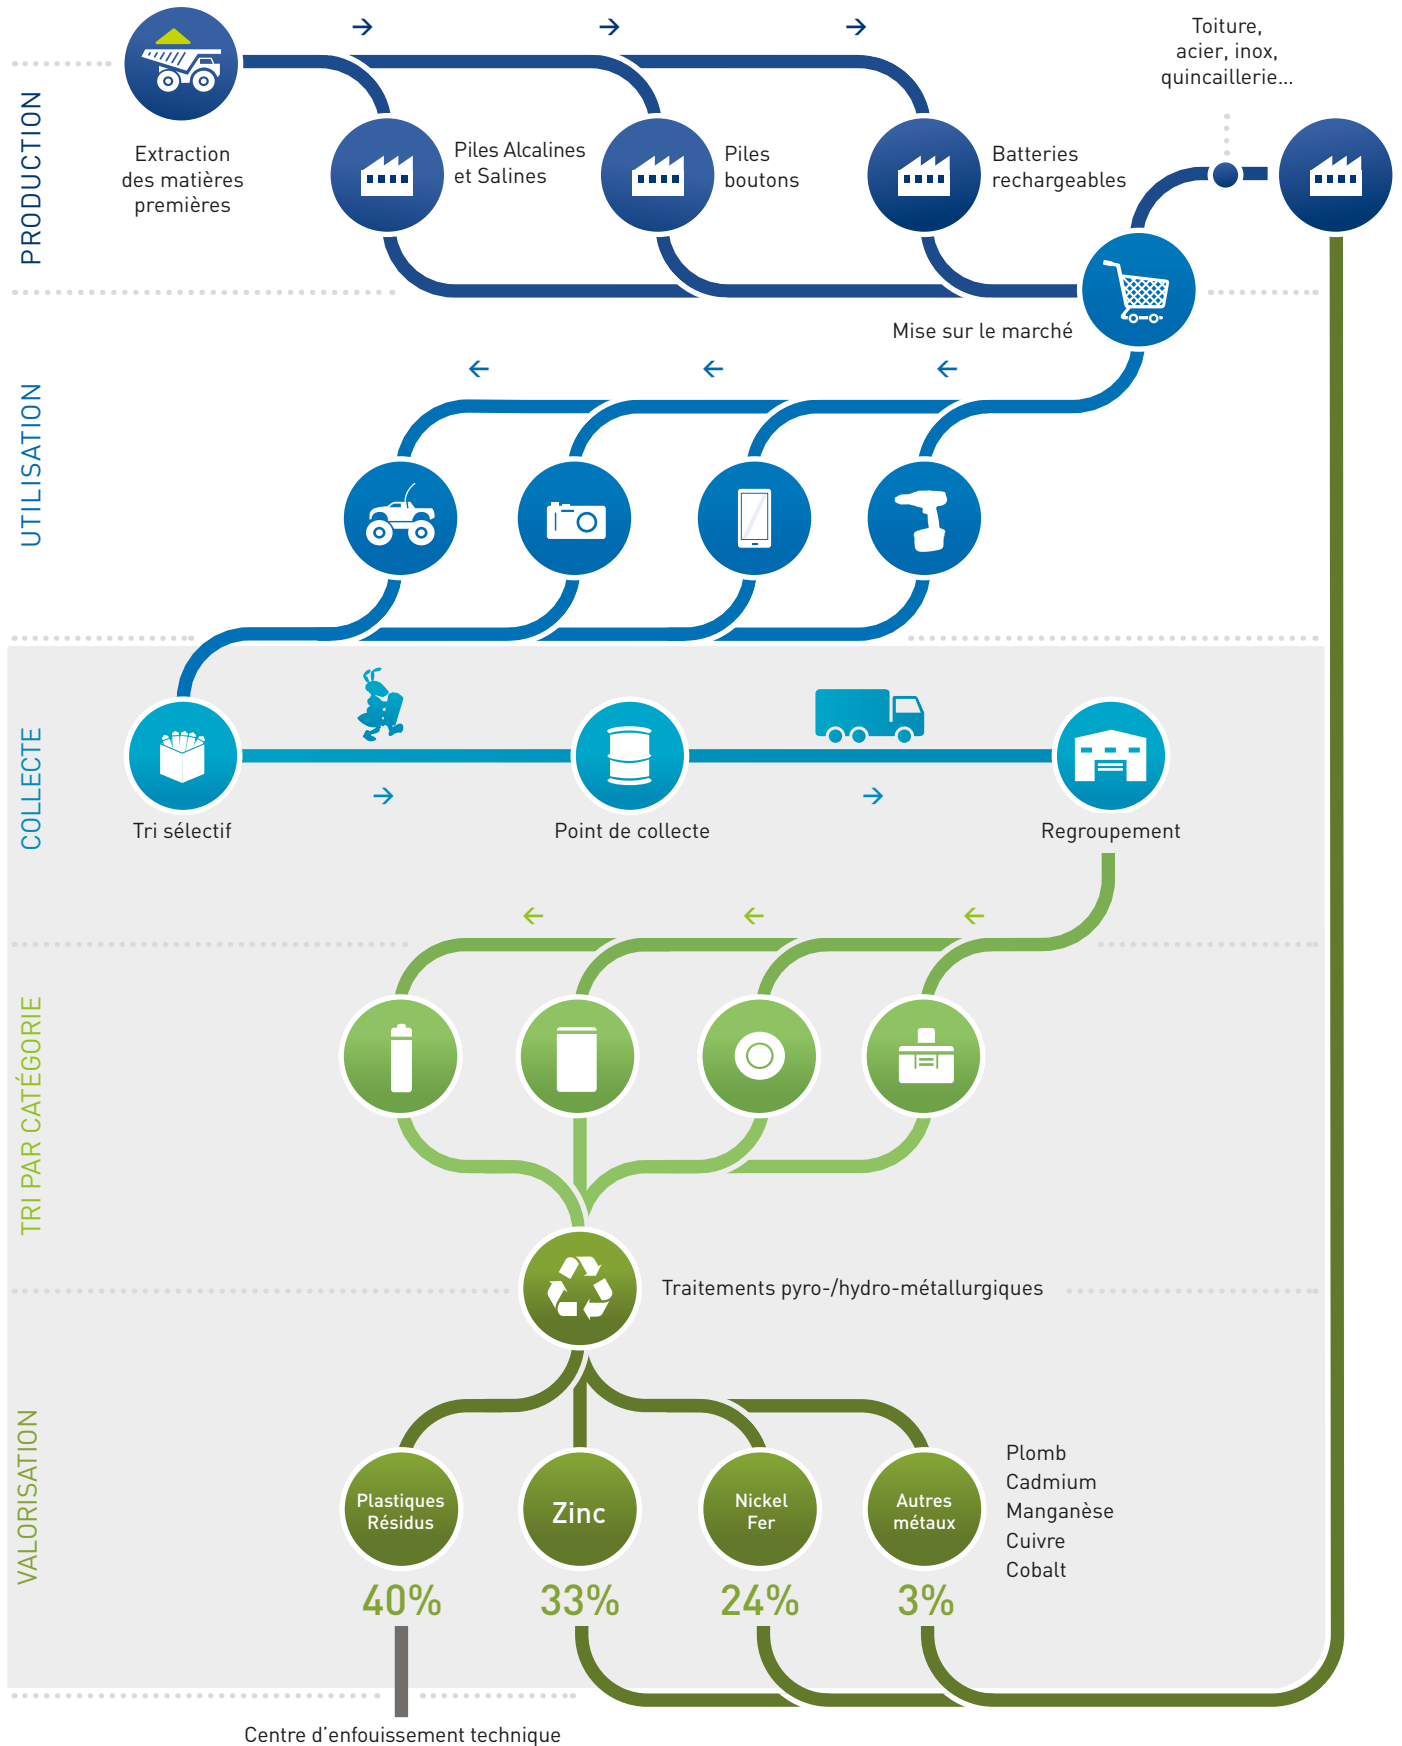 PRODUCTION
Extraction
des matières
premières
Piles Alcalines
et Salines
Piles
boutons
Batteries
rechargeables
Toiture,
acier, inox,
quincaillerie...
Mise sur le marché
UTILISATION
COLLECTE
Tri sélectif
Point de collecte
Regroupement
TRI PAR CATÉGORIE
Traitements pyro-/hydro-métallurgiques
VALORISATION
Plastiques
Résidus
40%
Zinc
33%
Nickel
Fer
24%
Autres
métaux
3%
Plomb
Cadmium
Manganèse
Cuivre
Cobalt
Centre d'enfouissement technique